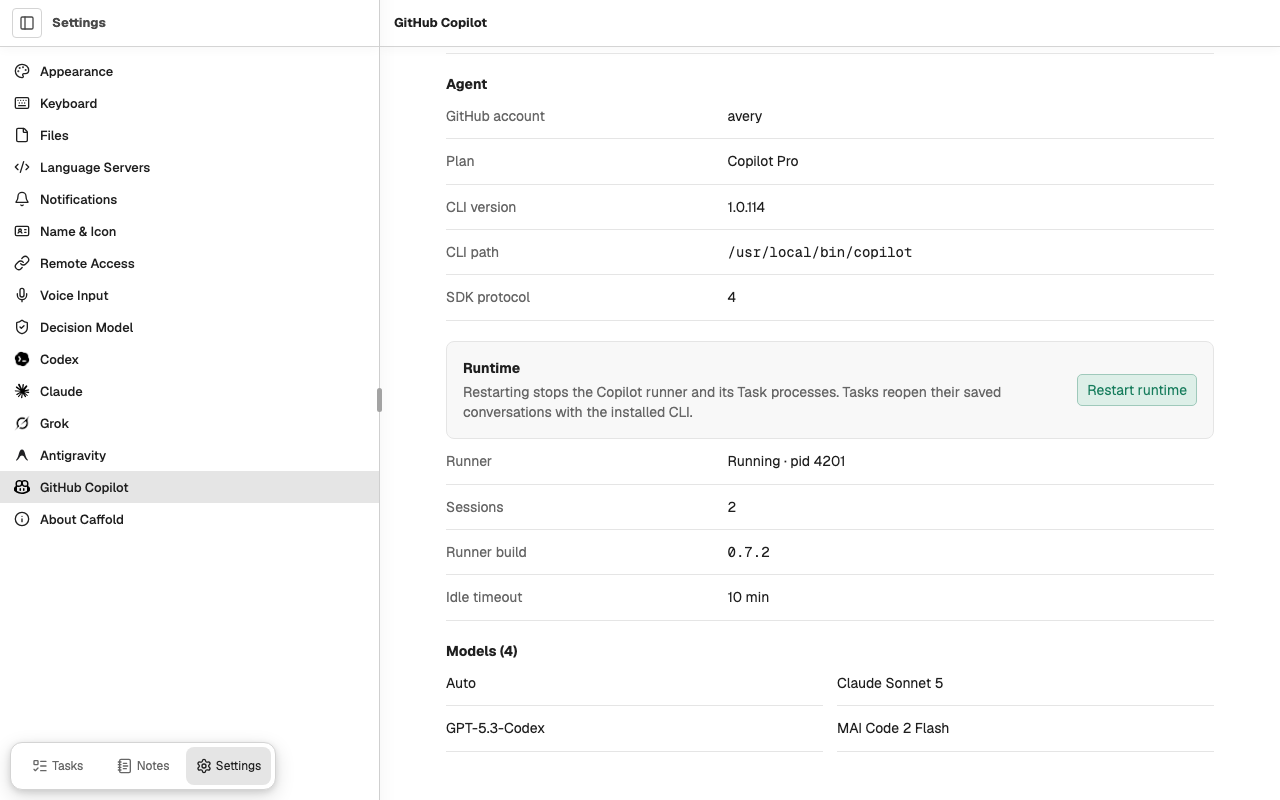 Settings
GitHub Copilot
Appearance
Keyboard
Files
Language Servers
Notifications
Name & Icon
Remote Access
Voice Input
Decision Model
Codex
Claude
Grok
Antigravity
GitHub Copilot
About Caffold
Tasks
Notes
Settings
Agent
GitHub account avery
Plan Copilot Pro
CLI version 1.0.114
CLI path /usr/local/bin/copilot
SDK protocol 4
Runtime
Restarting stops the Copilot runner and its Task processes. Tasks reopen their saved
conversations with the installed CLI.
Restart runtime
Runner Running · pid 4201
Sessions 2
Runner build 0.7.2
Idle timeout 10 min
Models (4)
Auto Claude Sonnet 5
GPT-5.3-Codex MAI Code 2 Flash